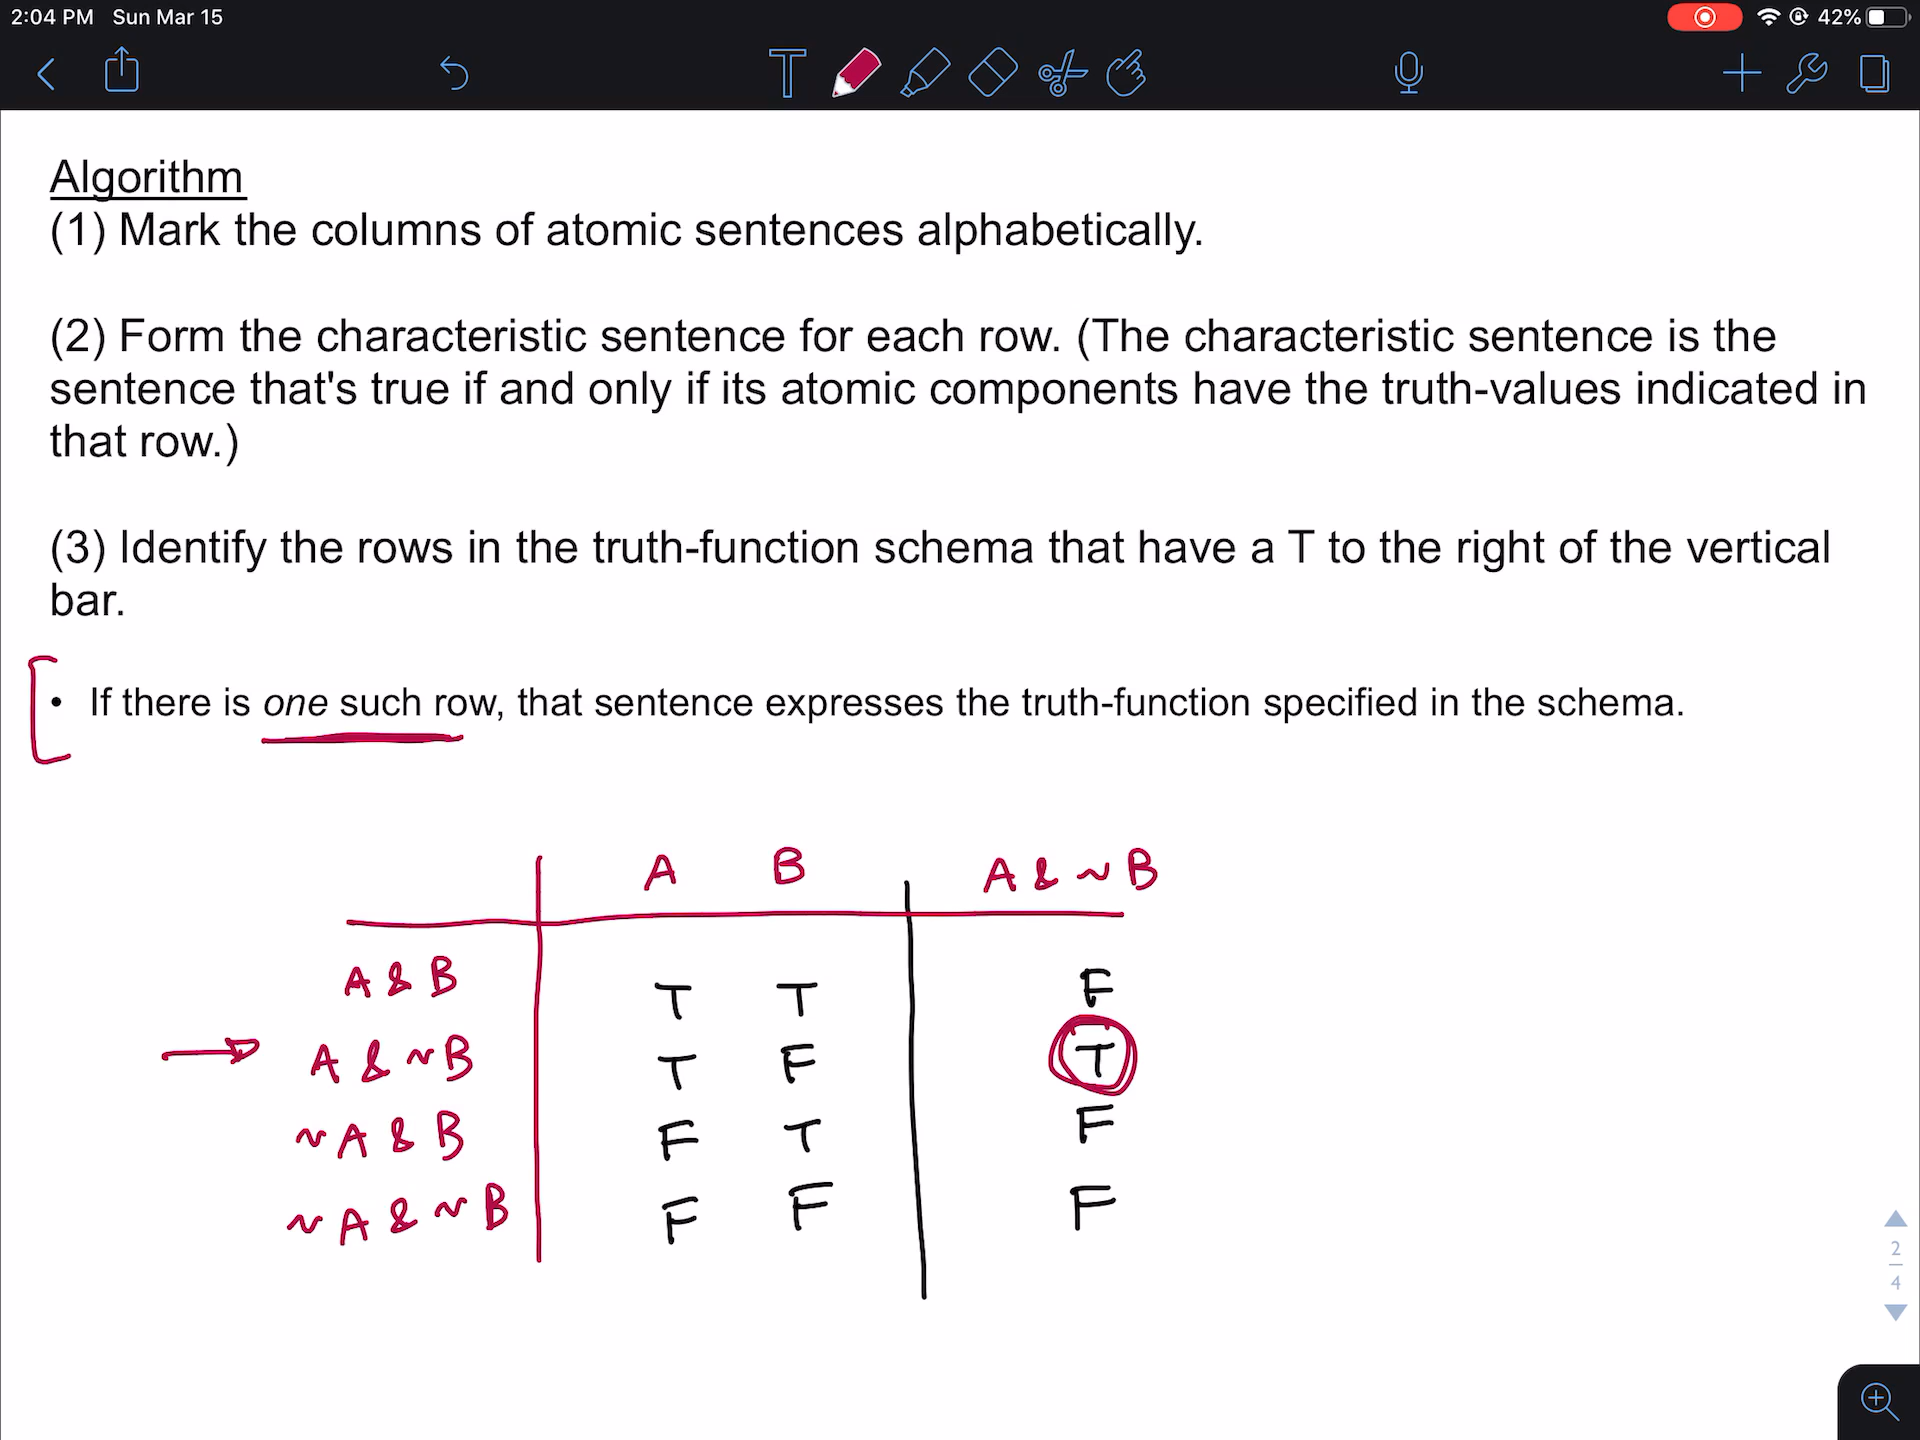 2:04 PM Sun Mar 15 42%
Algorithm
(1) Mark the columns of atomic sentences alphabetically.
(2) Form the characteristic sentence for each row. (The characteristic sentence is the
sentence that's true if and only if its atomic components have the truth-values indicated in
that row.)
(3) Identify the rows in the truth-function schema that have a T to the right of the vertical
bar.
• If there is one such row, that sentence expresses the truth-function specified in the schema.
A B A & ~ B
A & B T T F
A & ~B T F T
~A & B F T F
~A & ~B F F F
2
4